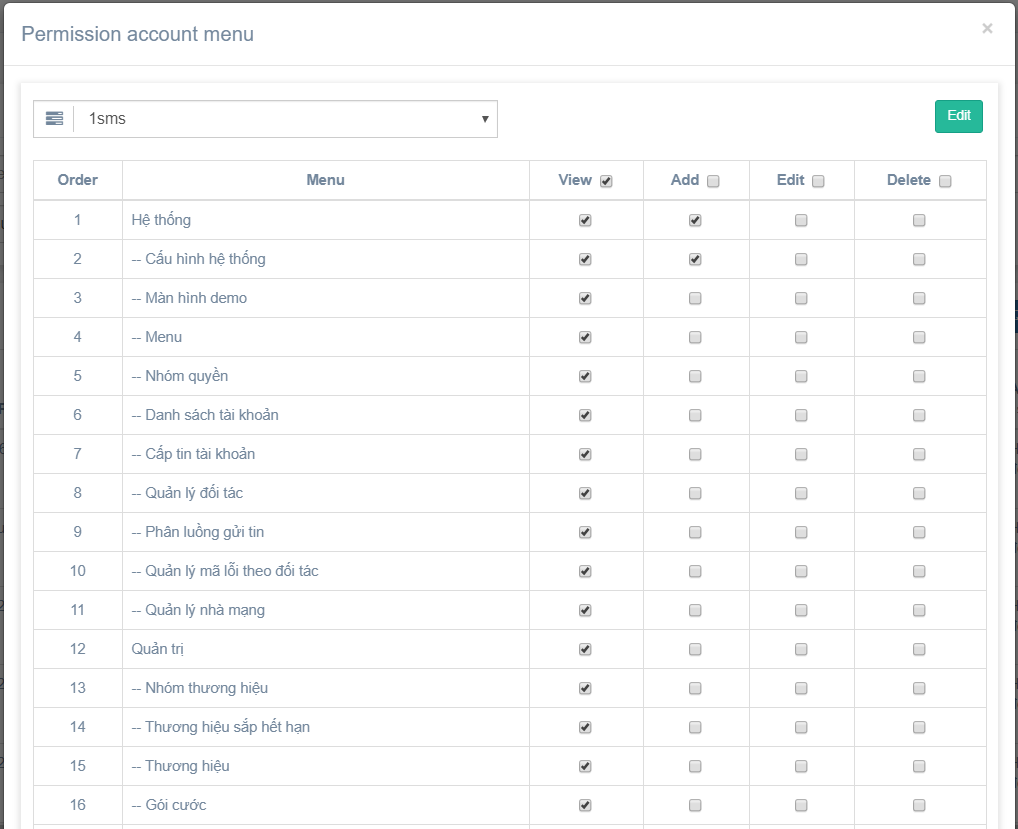 Permission account menu
×
1sms
Edit
Order Menu View Add Edit Delete
1 Hệ thống
2 -- Cấu hình hệ thống
3 -- Màn hình demo
4 -- Menu
5 -- Nhóm quyền
6 -- Danh sách tài khoản
7 -- Cấp tin tài khoản
8 -- Quản lý đối tác
9 -- Phân luồng gửi tin
10 -- Quản lý mã lỗi theo đối tác
11 -- Quản lý nhà mạng
12 Quản trị
13 -- Nhóm thương hiệu
14 -- Thương hiệu sắp hết hạn
15 -- Thương hiệu
16 -- Gói cước